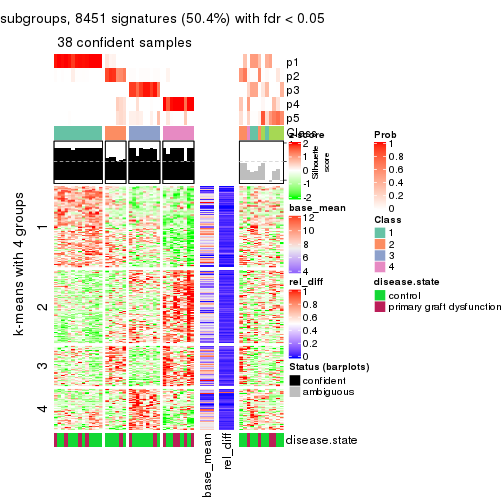 subgroups, 8451 signatures (50.4%) with fdr < 0.05
38 confident samples
p1
p2
p3
p4
p5
Class
Silhouette
score
k-means with 4 groups
1
2
3
4
base_mean
rel_diff
disease.state
z-score
2
1
0
-1
-2
base_mean
12
10
8
6
4
rel_diff
1
0.8
0.6
0.4
0.2
0
Status (barplots)
confident
ambiguous
Prob
1
0.8
0.6
0.4
0.2
0
Class
1
2
3
4
disease.state
control
primary graft dysfunction